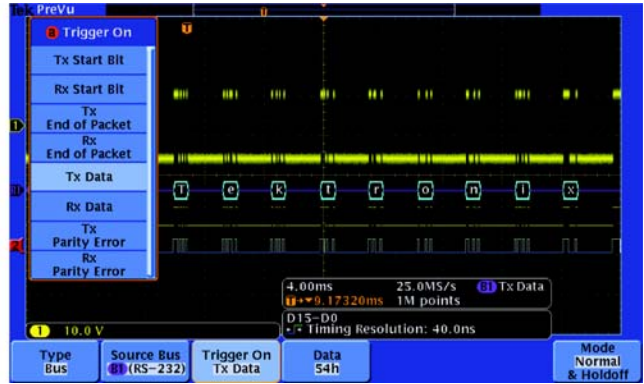 Tek PreVu
B Trigger On
Tx Start Bit
Rx Start Bit
Tx
End of Packet
Rx
End of Packet
Tx Data
Rx Data
Tx
Parity Error
Rx
Parity Error
T
1
B1
T e k t r o n i x
4.00ms 25.0MS/s B1 Tx Data
T→▼9.17320ms 1M points
D15-D0
Timing Resolution: 40.0ns
1 10.0 V
Type
Bus
Source Bus
B1 (RS-232)
Trigger On
Tx Data
Data
54h
Mode
Normal
& Holdoff